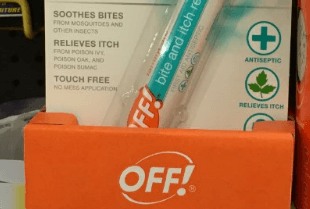 SOOTHES BITES
FROM MOSQUITOES AND
OTHER INSECTS
RELIEVES ITCH
FROM POISON IVY,
POISON OAK, AND
POISON SUMAC
TOUCH FREE
NO MESS APPLICATION
OFF!
bite and itch re
ANTISEPTIC
RELIEVES ITCH
OFF!®